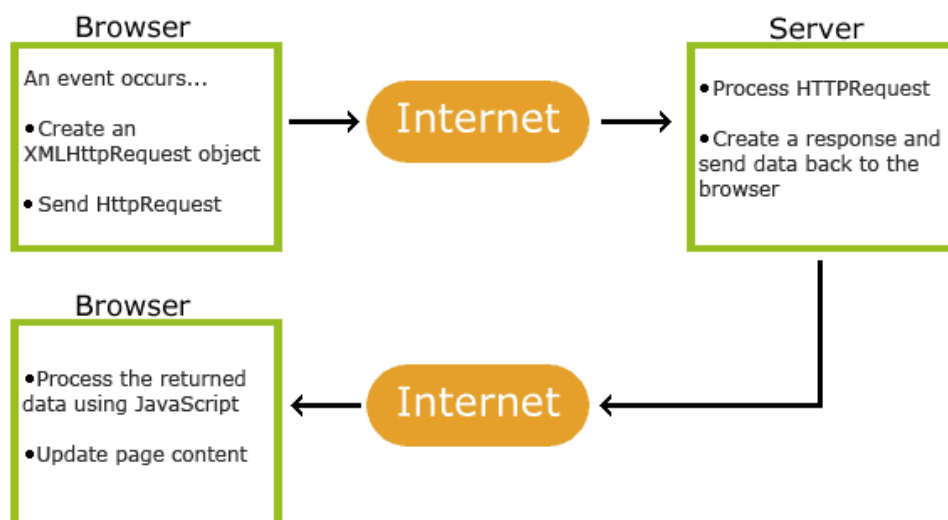 Browser
An event occurs...
•Create an
XMLHttpRequest object
•Send HttpRequest
Internet
Server
•Process HTTPRequest
•Create a response and
send data back to the
browser
Browser
•Process the returned
data using JavaScript
•Update page content
Internet